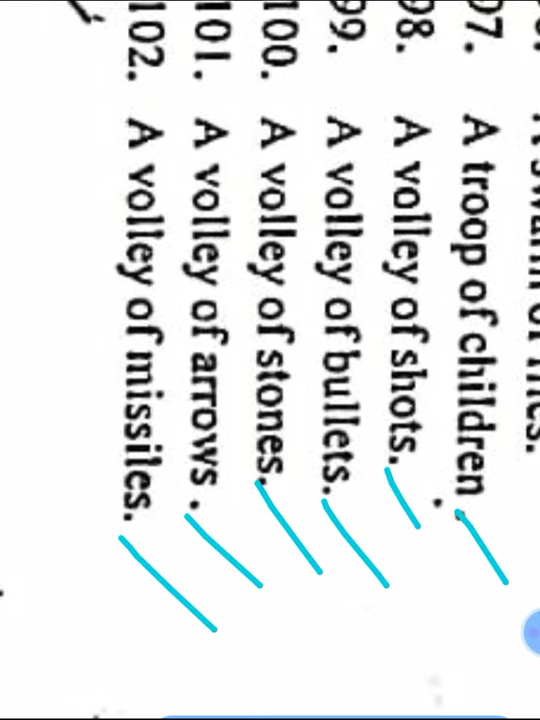 97. A troop of children.
98. A volley of shots.
99. A volley of bullets.
100. A volley of stones.
101. A volley of arrows.
102. A volley of missiles.